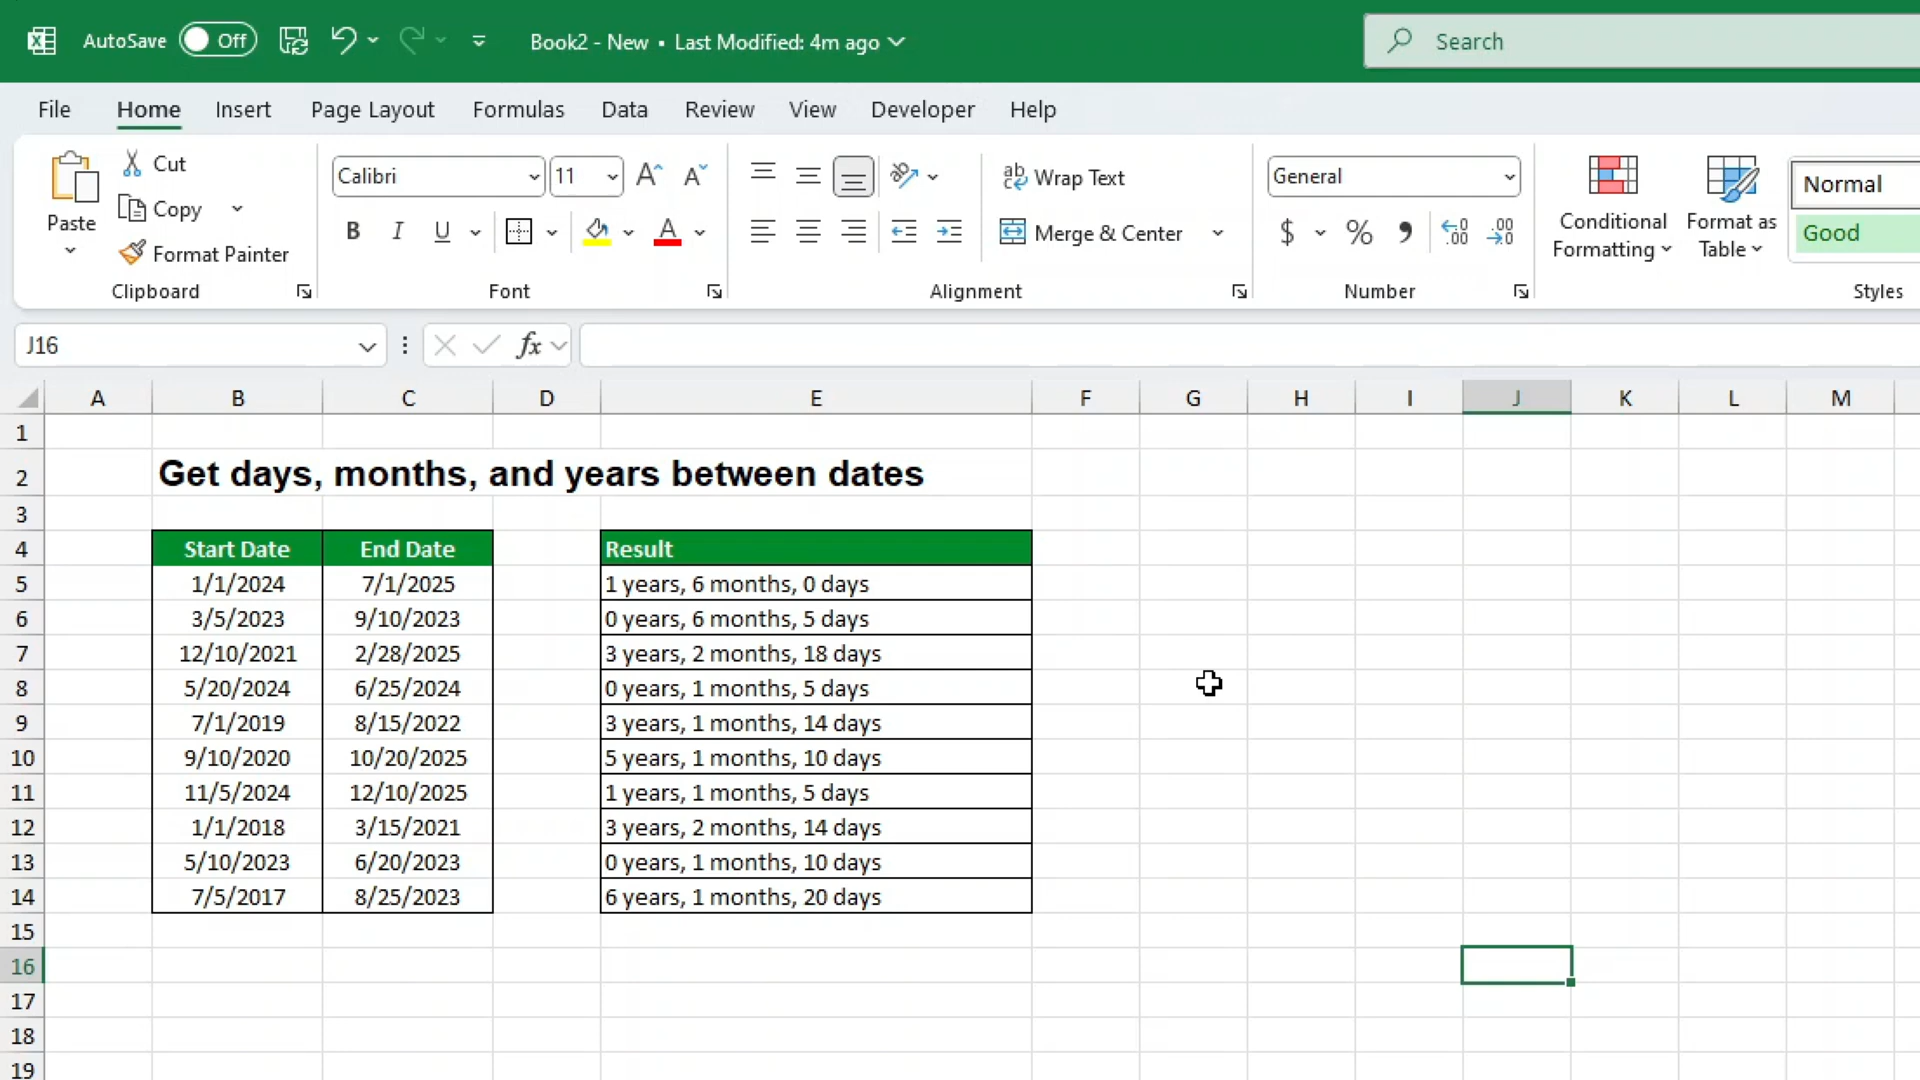 AutoSave Off Book2 - New • Last Modified: 4m ago Search
File Home Insert Page Layout Formulas Data Review View Developer Help
Paste
Cut
Copy
Format Painter
Clipboard
Calibri 11
B I U A
Font
Wrap Text
Merge & Center
Alignment
General
$ % 9 .00
Number
Conditional Formatting
Format as Table
Normal
Good
Styles
J16 fx
A B C D E F G H I J K L M
1
2 Get days, months, and years between dates
3
4 Start Date End Date Result
5 1/1/2024 7/1/2025 1 years, 6 months, 0 days
6 3/5/2023 9/10/2023 0 years, 6 months, 5 days
7 12/10/2021 2/28/2025 3 years, 2 months, 18 days
8 5/20/2024 6/25/2024 0 years, 1 months, 5 days
9 7/1/2019 8/15/2022 3 years, 1 months, 14 days
10 9/10/2020 10/20/2025 5 years, 1 months, 10 days
11 11/5/2024 12/10/2025 1 years, 1 months, 5 days
12 1/1/2018 3/15/2021 3 years, 2 months, 14 days
13 5/10/2023 6/20/2023 0 years, 1 months, 10 days
14 7/5/2017 8/25/2023 6 years, 1 months, 20 days
15
16
17
18
19